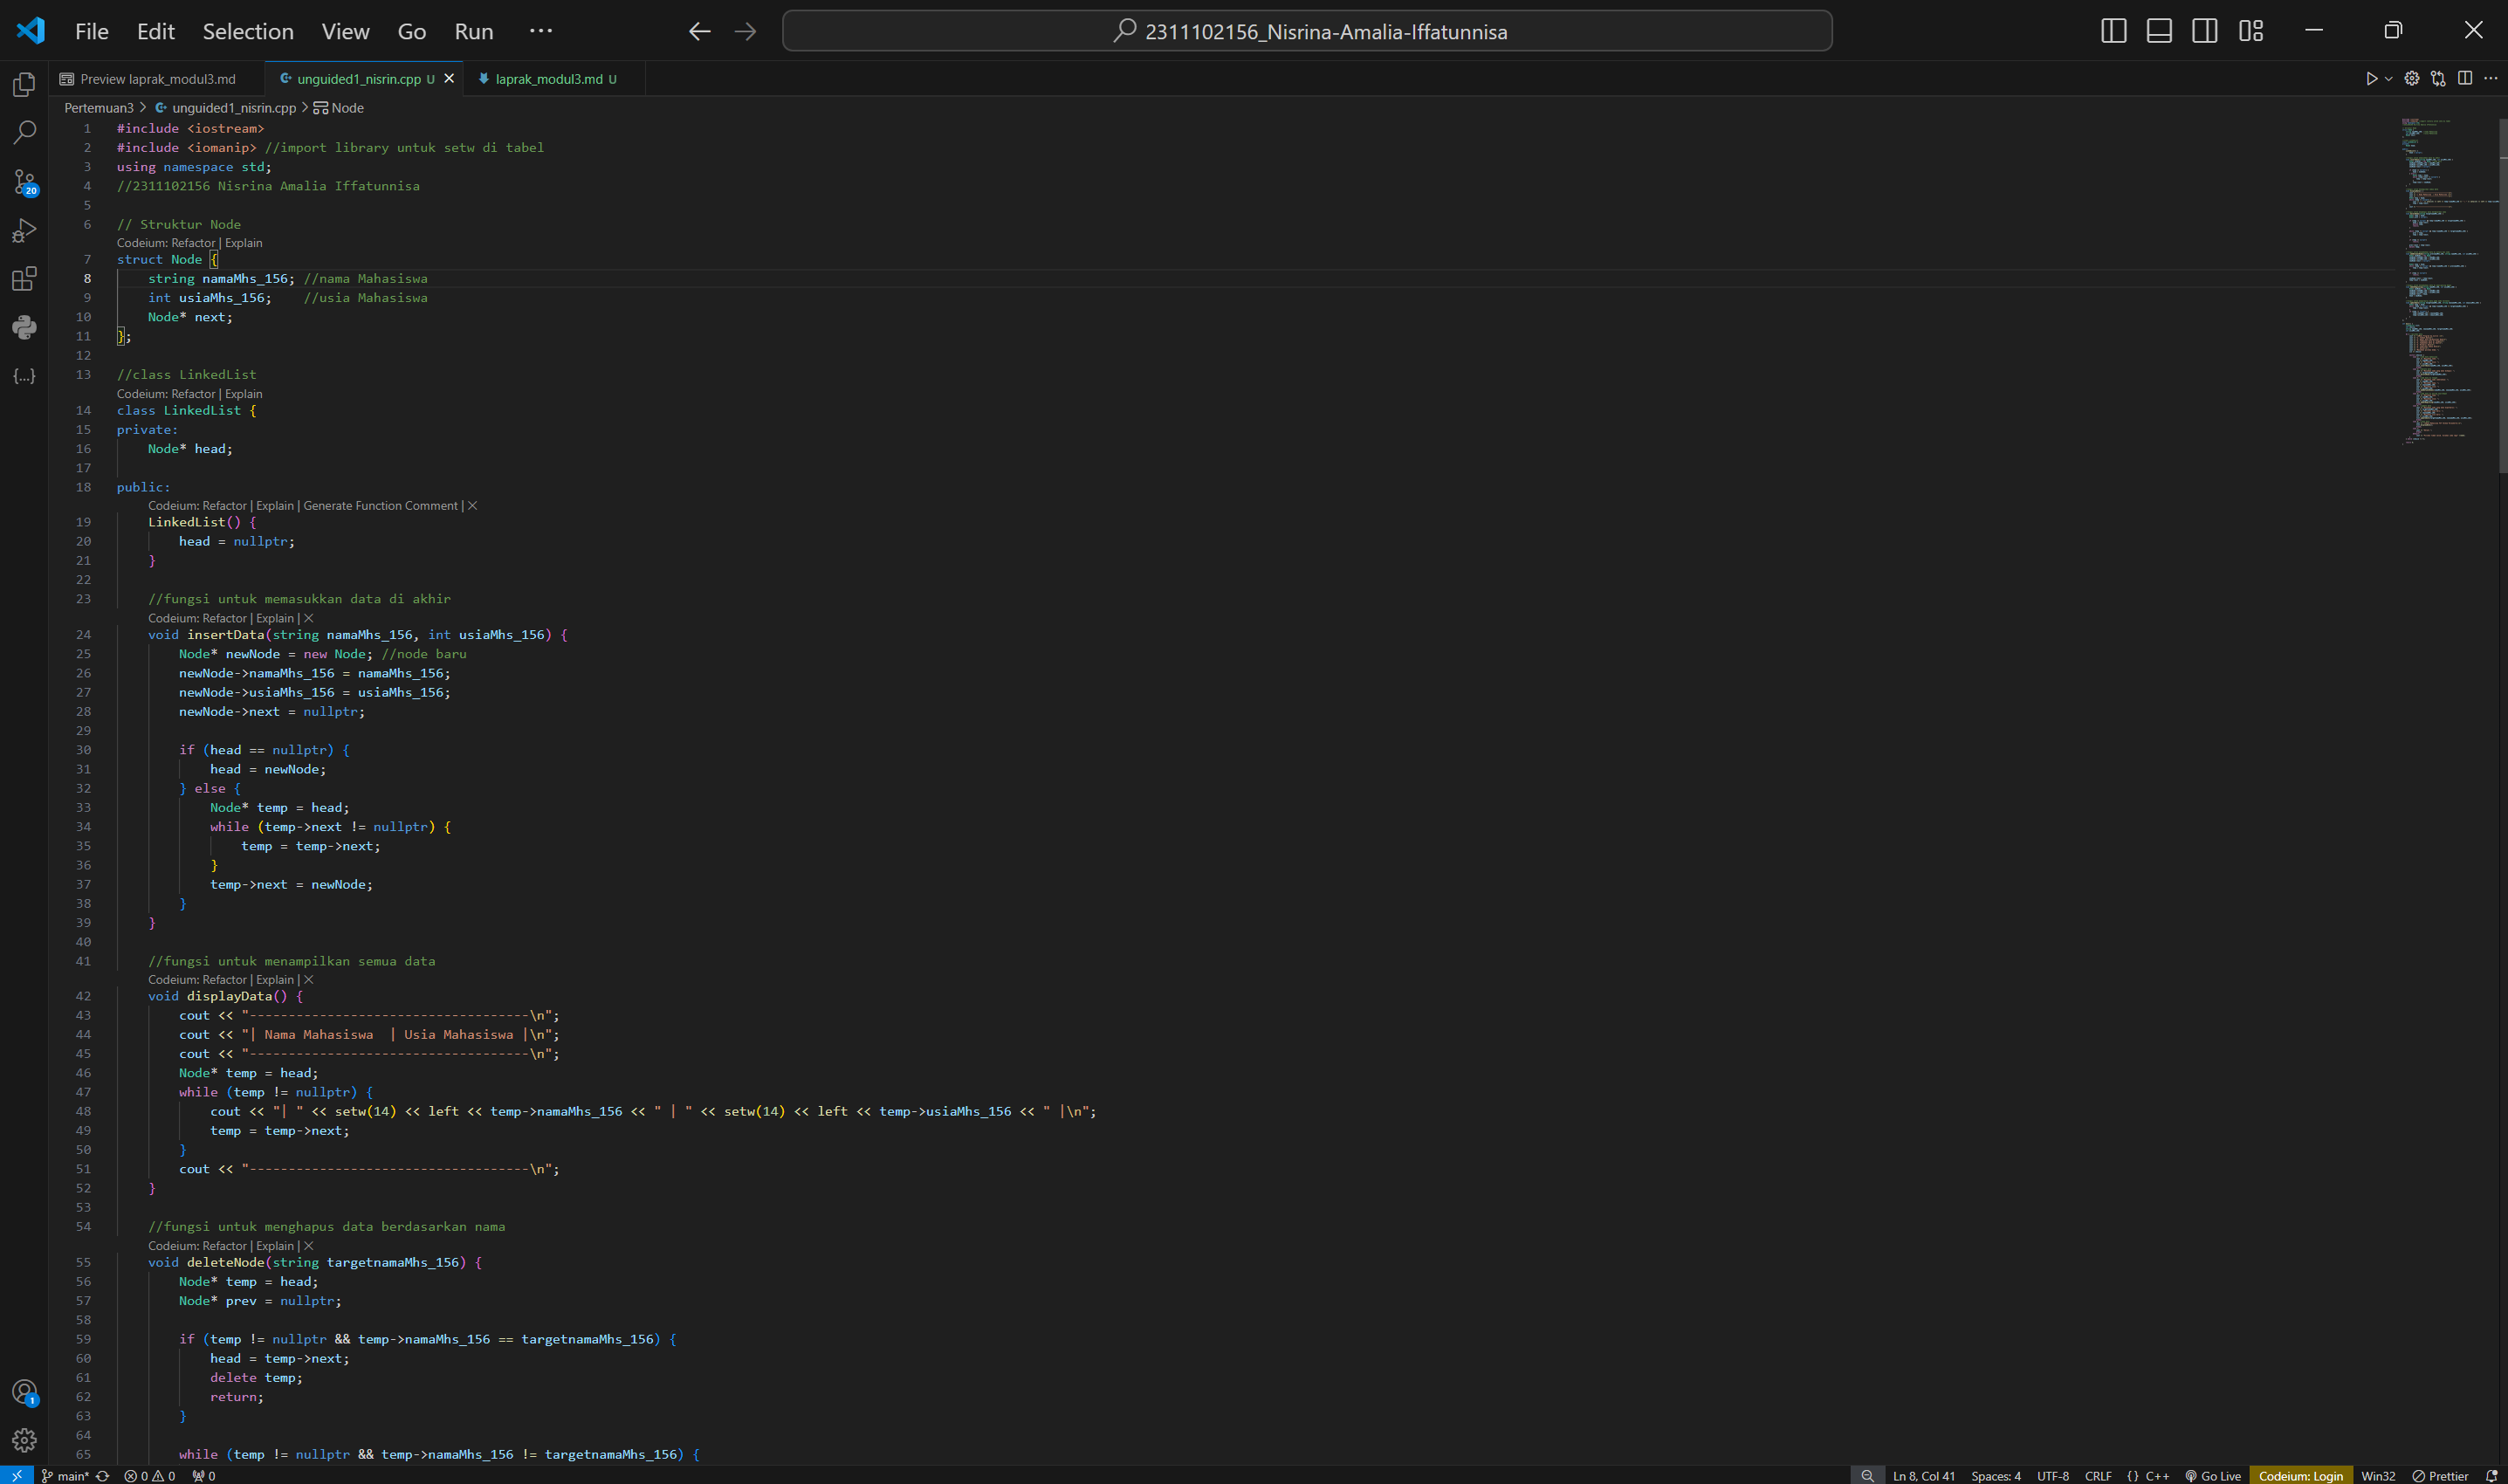 File Edit Selection View Go Run ···
2311102156_Nisrina-Amalia-Iffatunnisa
Preview laprak_modul3.md
unguided1_nisrin.cpp U
laprak_modul3.md U
Pertemuan3 > unguided1_nisrin.cpp > Node
1 #include <iostream>
2 #include <iomanip> //import library untuk setw di tabel
3 using namespace std;
4 //2311102156 Nisrina Amalia Iffatunnisa
5
6 // Struktur Node
Codeium: Refactor | Explain
7 struct Node {
8     string namaMhs_156; //nama Mahasiswa
9     int usiaMhs_156;    //usia Mahasiswa
10     Node* next;
11 };
12
13 //class LinkedList
Codeium: Refactor | Explain
14 class LinkedList {
15 private:
16     Node* head;
17
18 public:
Codeium: Refactor | Explain | Generate Function Comment | ×
19     LinkedList() {
20         head = nullptr;
21     }
22
23     //fungsi untuk memasukkan data di akhir
Codeium: Refactor | Explain | ×
24     void insertData(string namaMhs_156, int usiaMhs_156) {
25         Node* newNode = new Node; //node baru
26         newNode->namaMhs_156 = namaMhs_156;
27         newNode->usiaMhs_156 = usiaMhs_156;
28         newNode->next = nullptr;
29
30         if (head == nullptr) {
31             head = newNode;
32         } else {
33             Node* temp = head;
34             while (temp->next != nullptr) {
35                 temp = temp->next;
36             }
37             temp->next = newNode;
38         }
39     }
40
41     //fungsi untuk menampilkan semua data
Codeium: Refactor | Explain | ×
42     void displayData() {
43         cout << "------------------------------------\n";
44         cout << "| Nama Mahasiswa  | Usia Mahasiswa |\n";
45         cout << "------------------------------------\n";
46         Node* temp = head;
47         while (temp != nullptr) {
48             cout << "| " << setw(14) << left << temp->namaMhs_156 << " | " << setw(14) << left << temp->usiaMhs_156 << " |\n";
49             temp = temp->next;
50         }
51         cout << "------------------------------------\n";
52     }
53
54     //fungsi untuk menghapus data berdasarkan nama
Codeium: Refactor | Explain | ×
55     void deleteNode(string targetnamaMhs_156) {
56         Node* temp = head;
57         Node* prev = nullptr;
58
59         if (temp != nullptr && temp->namaMhs_156 == targetnamaMhs_156) {
60             head = temp->next;
61             delete temp;
62             return;
63         }
64
65         while (temp != nullptr && temp->namaMhs_156 != targetnamaMhs_156) {
20
1
main* 0 0 0 Ln 8, Col 41 Spaces: 4 UTF-8 CRLF {} C++ Go Live Codeium: Login Win32 Prettier